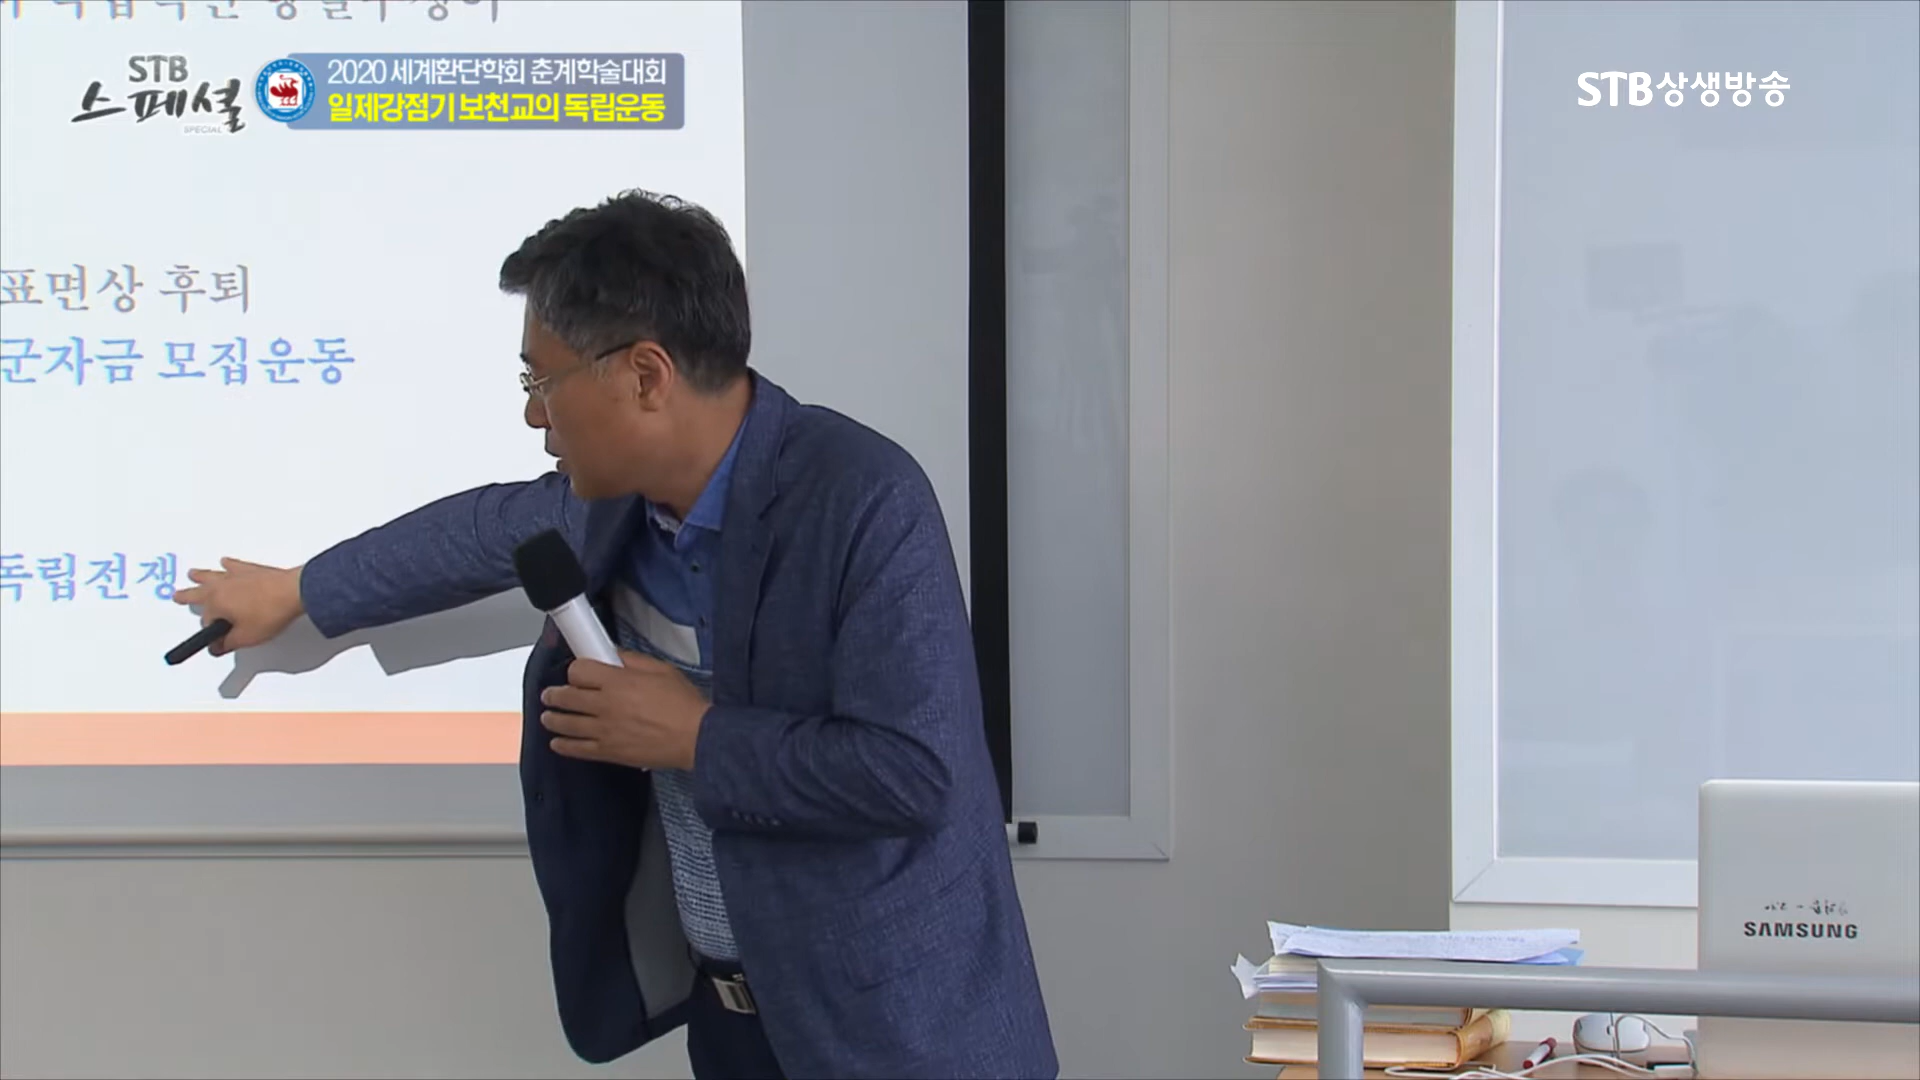 STB
스페셜
SPECIAL
2020 세계환단학회 춘계학술대회
일제강점기 보천교의 독립운동
STB상생방송
표면상 후퇴
군자금 모집운동
독립전쟁
SAMSUNG